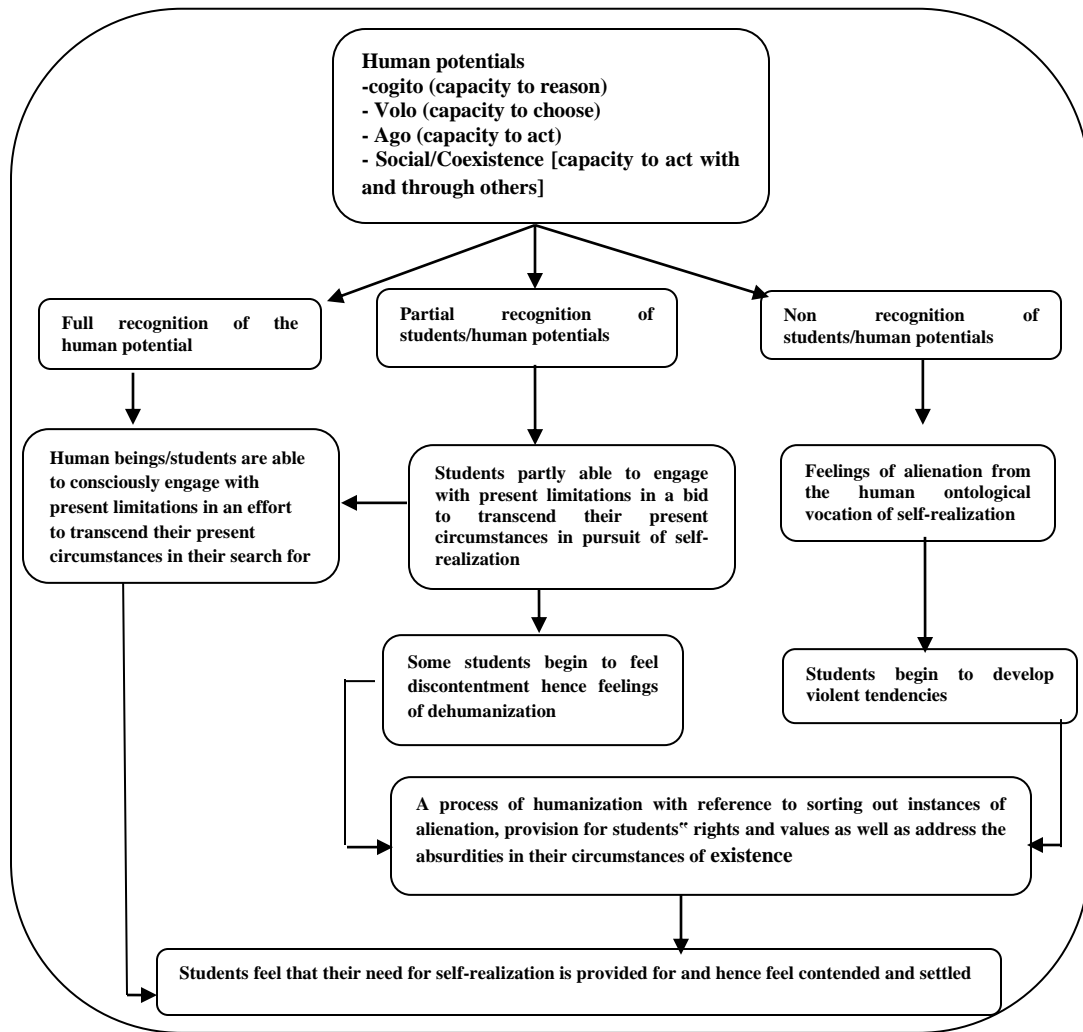 Human potentials
-cogito (capacity to reason)
- Volo (capacity to choose)
- Ago (capacity to act)
- Social/Coexistence [capacity to act with
and through others]
Full recognition of the
human potential
Partial recognition of
students/human potentials
Non recognition of
students/human potentials
Human beings/students are able
to consciously engage with
present limitations in an effort
to transcend their present
circumstances in their search for
Students partly able to engage
with present limitations in a bid
to transcend their present
circumstances in pursuit of self-
realization
Feelings of alienation from
the human ontological
vocation of self-realization
Some students begin to feel
discontentment hence feelings
of dehumanization
Students begin to develop
violent tendencies
A process of humanization with reference to sorting out instances of
alienation, provision for students‟ rights and values as well as address the
absurdities in their circumstances of existence
Students feel that their need for self-realization is provided for and hence feel contended and settled